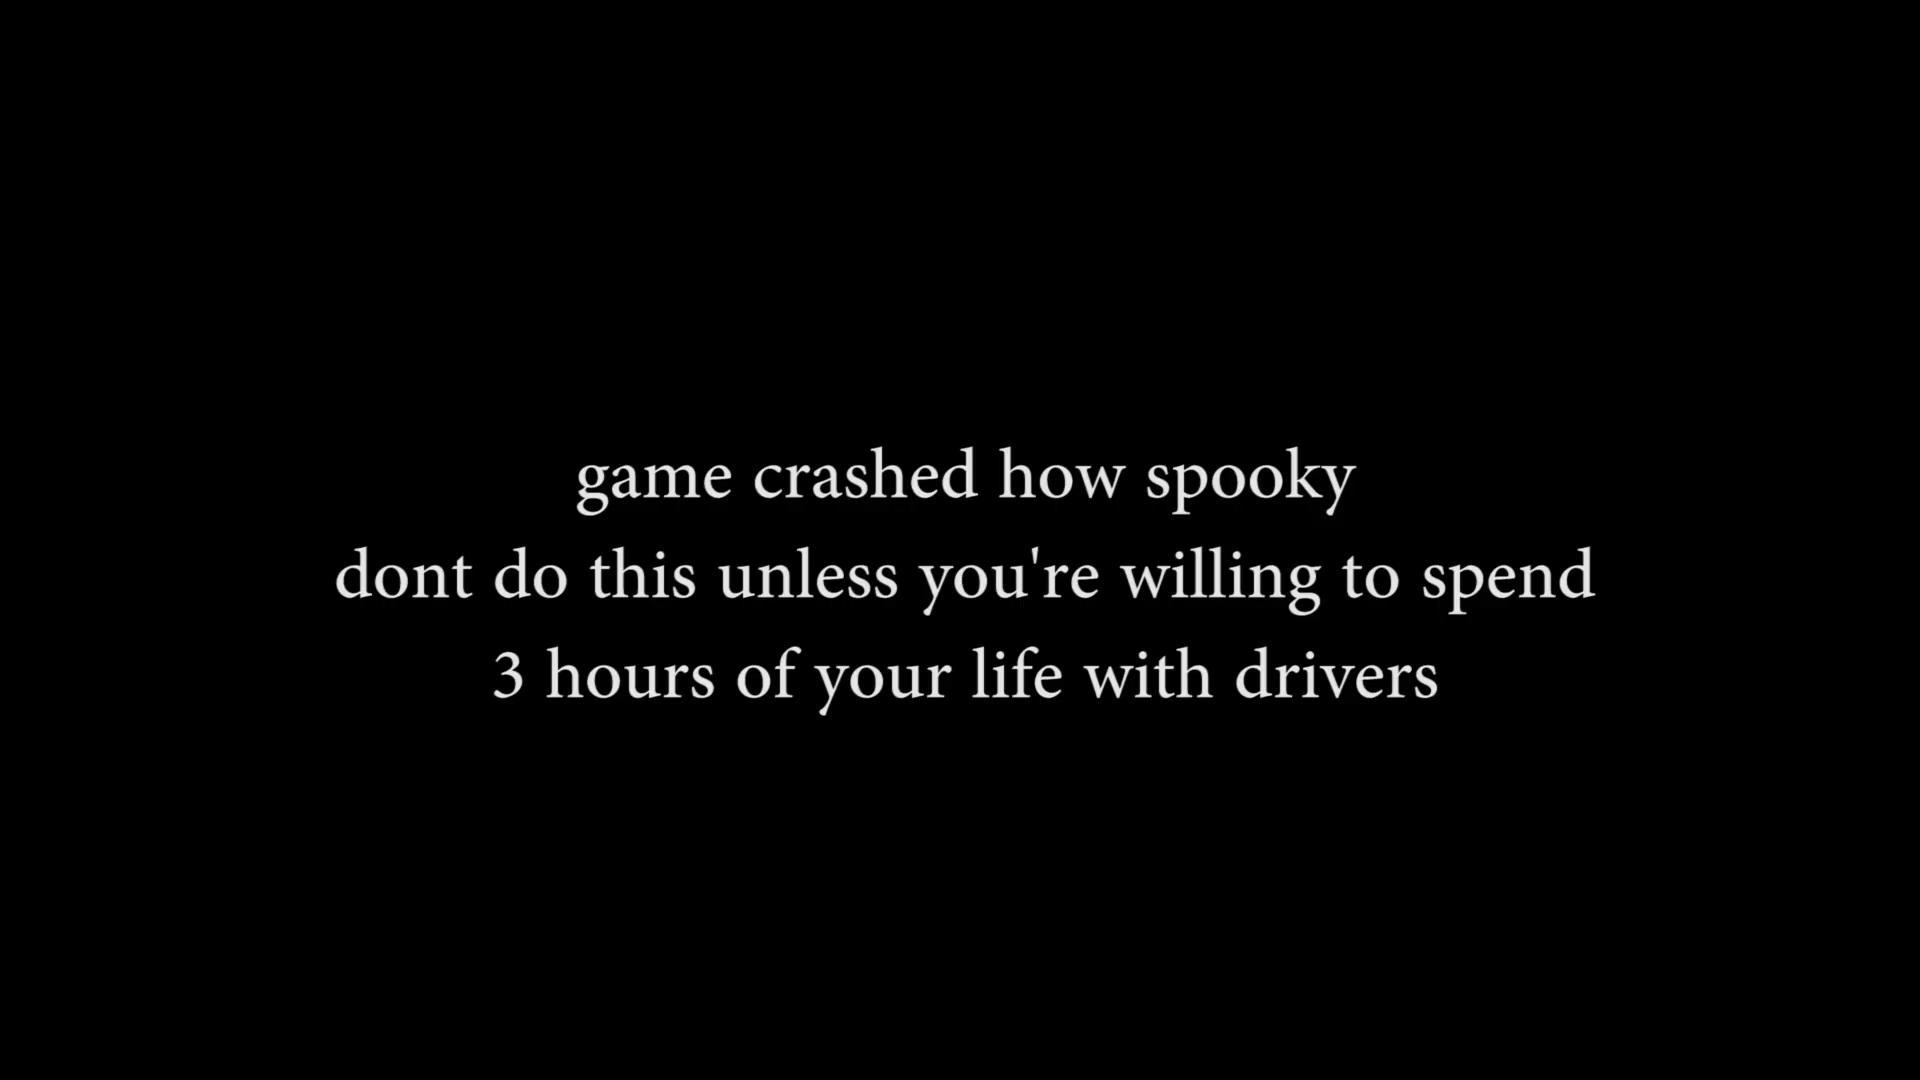 game crashed how spooky
dont do this unless you're willing to spend
3 hours of your life with drivers